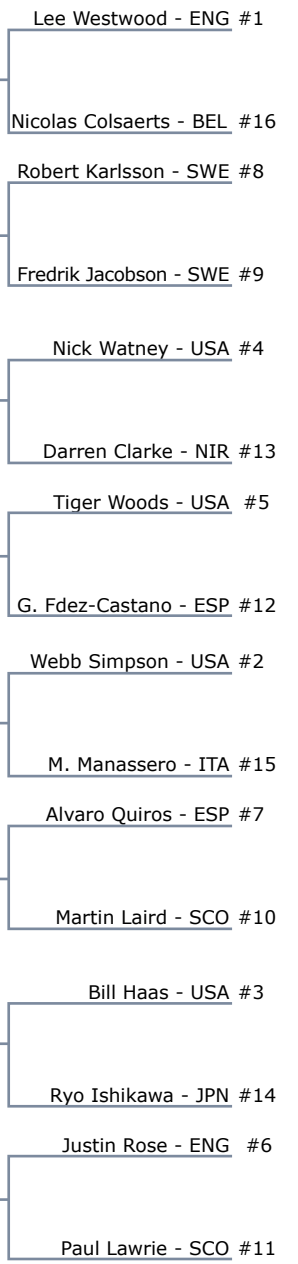 Lee Westwood - ENG #1
Nicolas Colsaerts - BEL #16
Robert Karlsson - SWE #8
Fredrik Jacobson - SWE #9
Nick Watney - USA #4
Darren Clarke - NIR #13
Tiger Woods - USA #5
G. Fdez-Castano - ESP #12
Webb Simpson - USA #2
M. Manassero - ITA #15
Alvaro Quiros - ESP #7
Martin Laird - SCO #10
Bill Haas - USA #3
Ryo Ishikawa - JPN #14
Justin Rose - ENG #6
Paul Lawrie - SCO #11